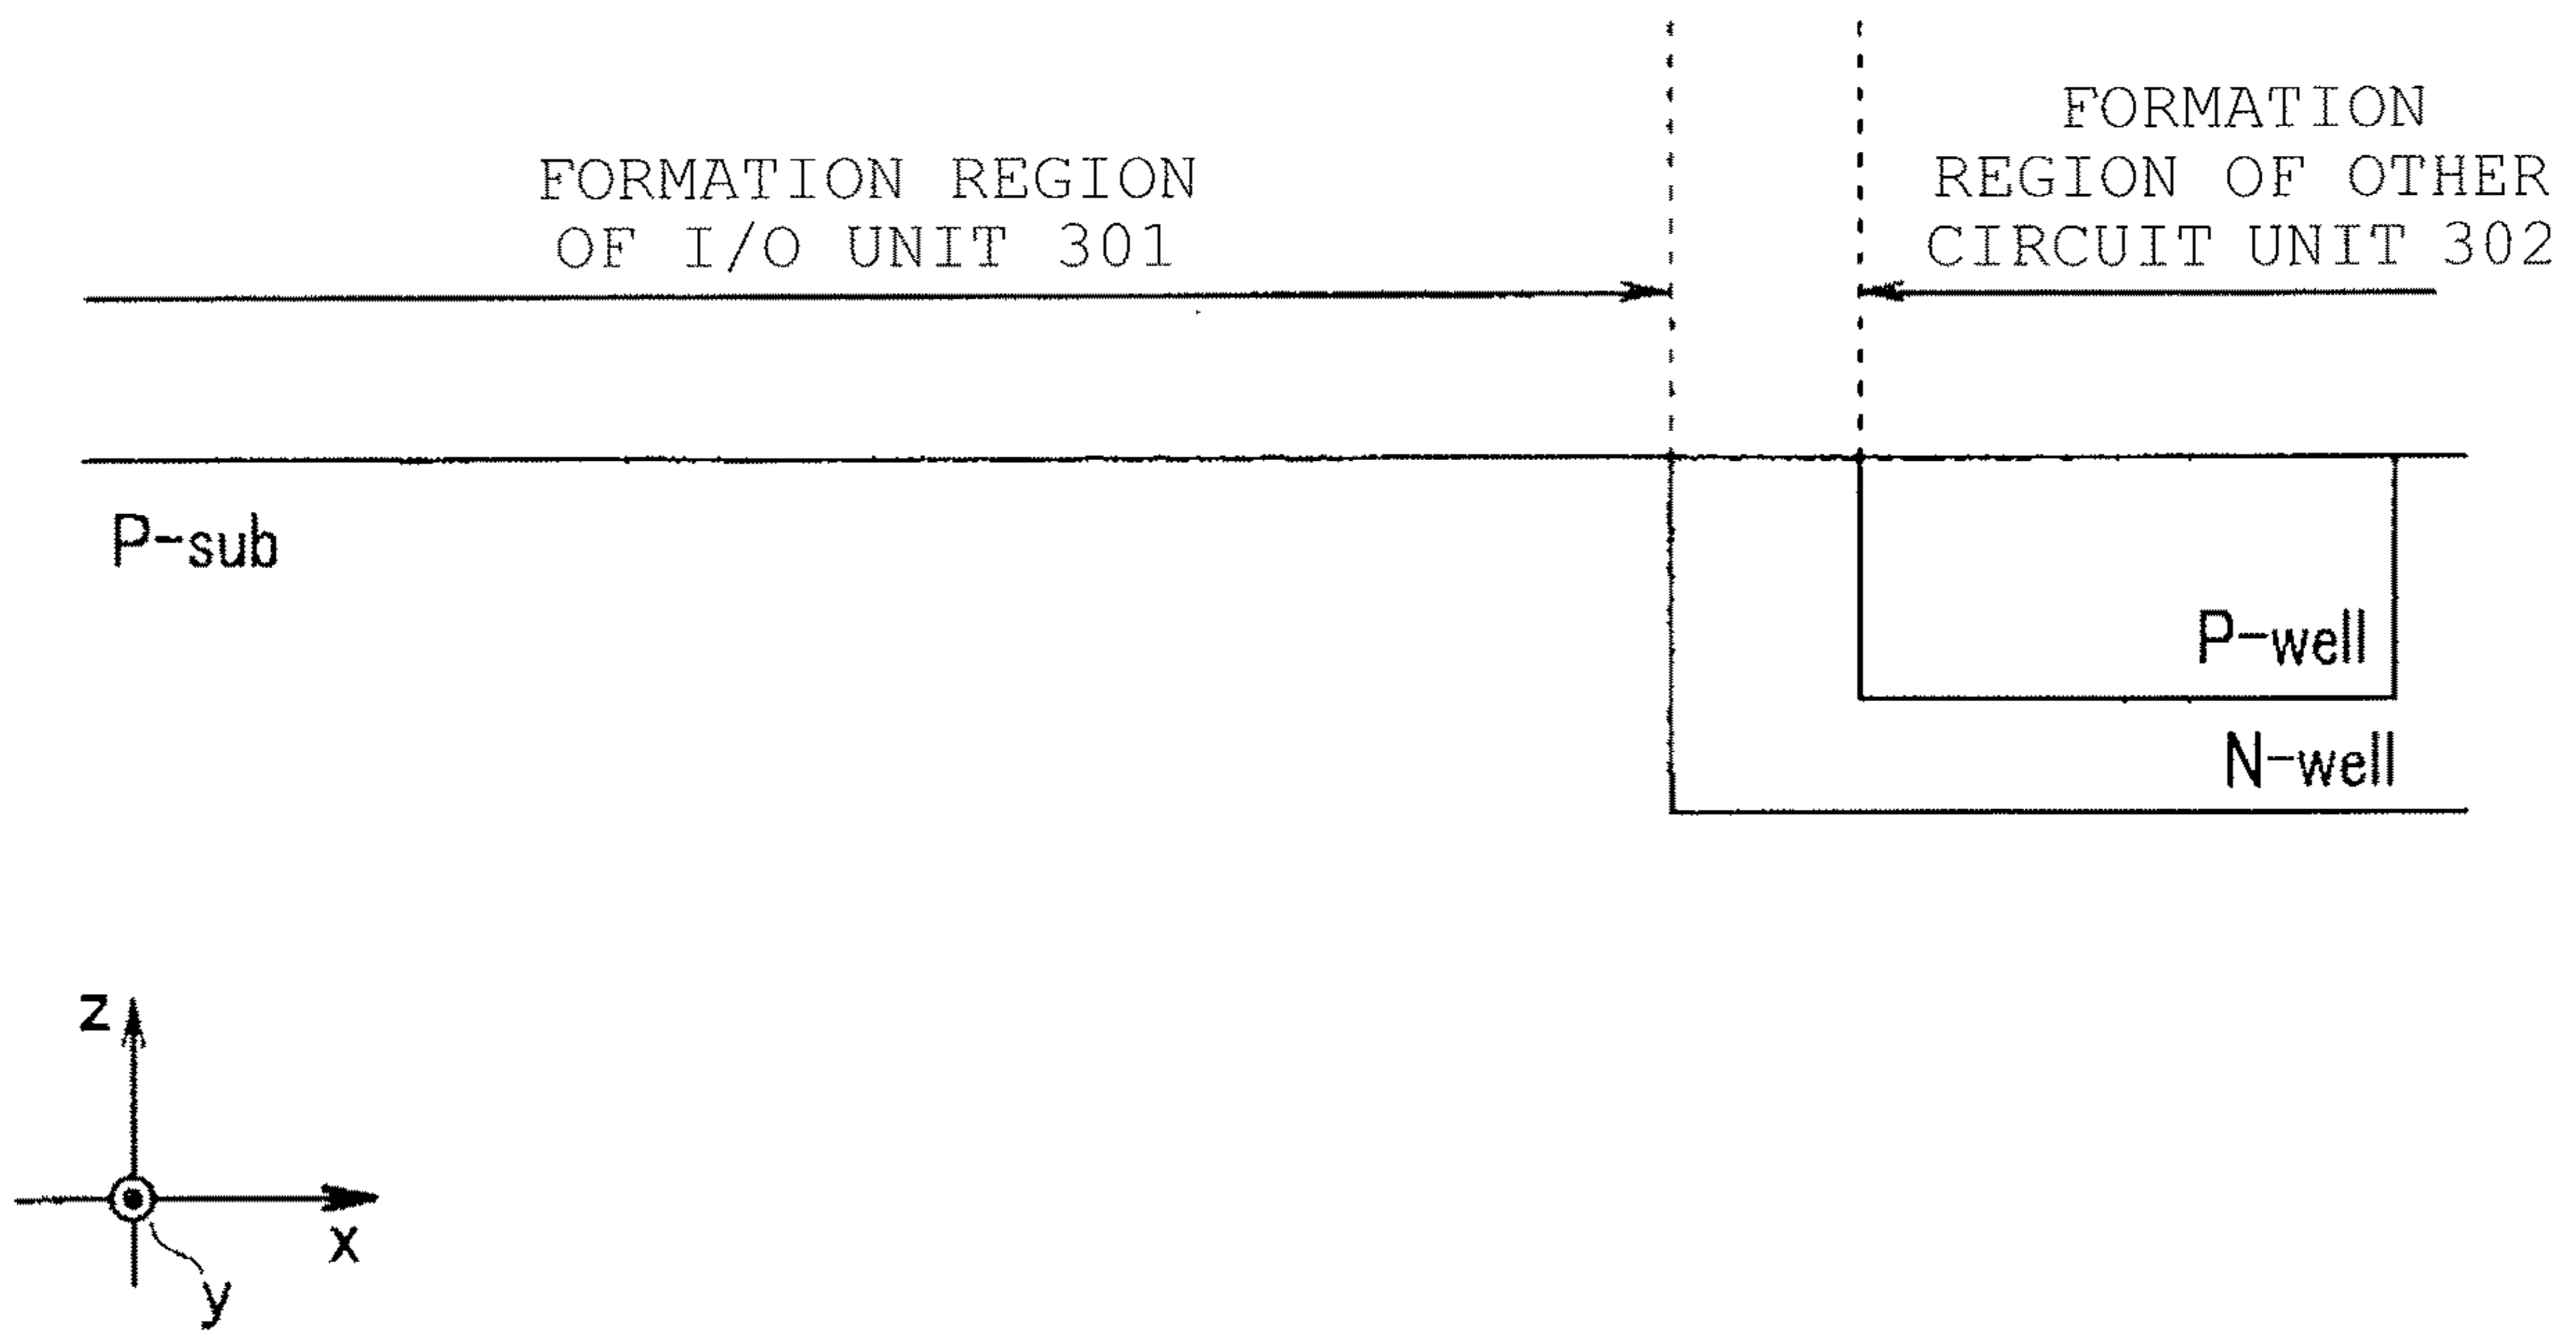 FORMATION REGION
OF I/O UNIT 301
FORMATION
REGION OF OTHER
CIRCUIT UNIT 302
P-sub
P-well
N-well
z
x
y